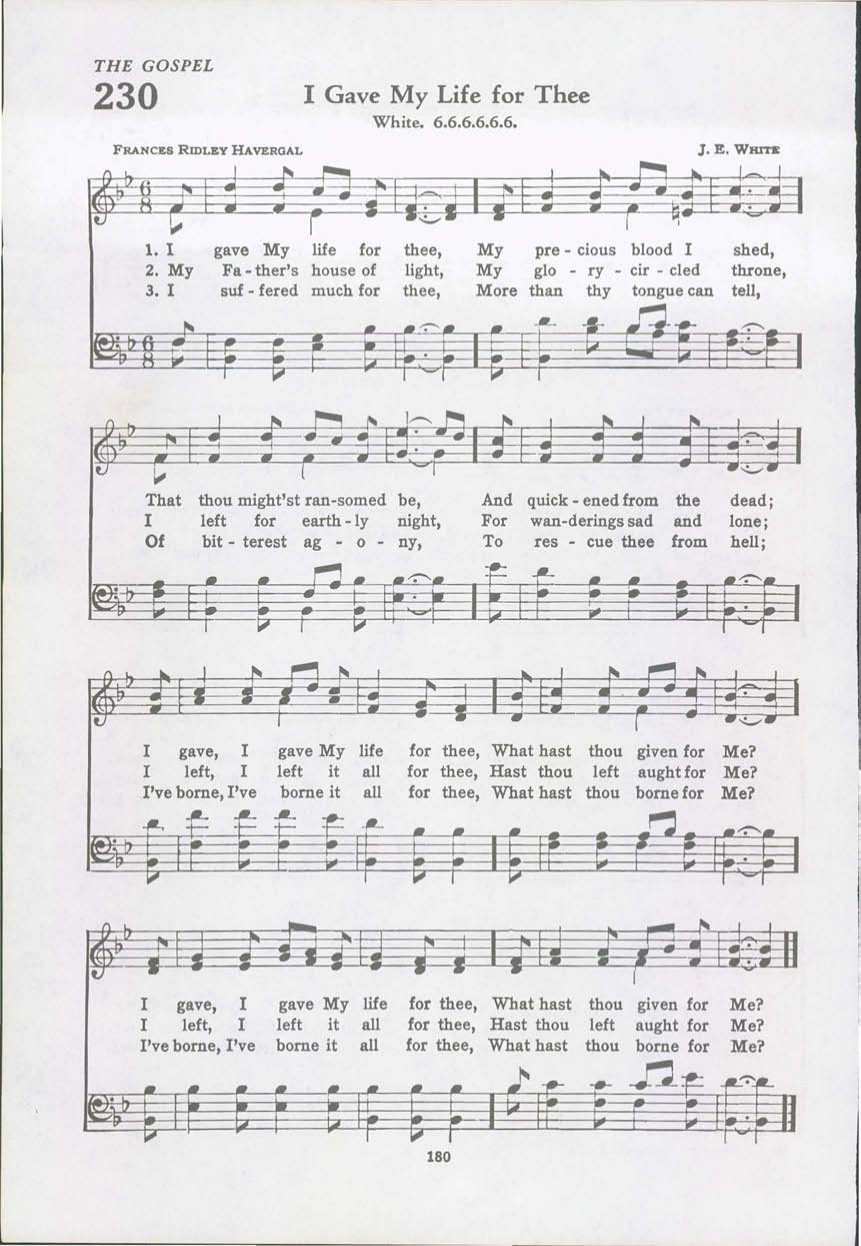 THE GOSPEL
230
I Gave My Life for Thee
White. 6.6.6.6.6.6.
FRANCES RIDLEY HAVERGAL J. E. WHITE
1. I gave My life for thee, My pre - cious blood I shed,
2. My Fa - ther's house of light, My glo - ry - cir - cled throne,
3. I suf - fered much for thee, More than thy tongue can tell,
That thou might'st ran-somed be, And quick - ened from the dead;
I left for earth - ly night, For wan-derings sad and lone;
Of bit - terest ag - o - ny, To res - cue thee from hell;
I gave, I gave My life for thee, What hast thou given for Me?
I left, I left it all for thee, Hast thou left aught for Me?
I've borne, I've borne it all for thee, What hast thou borne for Me?
I gave, I gave My life for thee, What hast thou given for Me?
I left, I left it all for thee, Hast thou left aught for Me?
I've borne, I've borne it all for thee, What hast thou borne for Me?
180